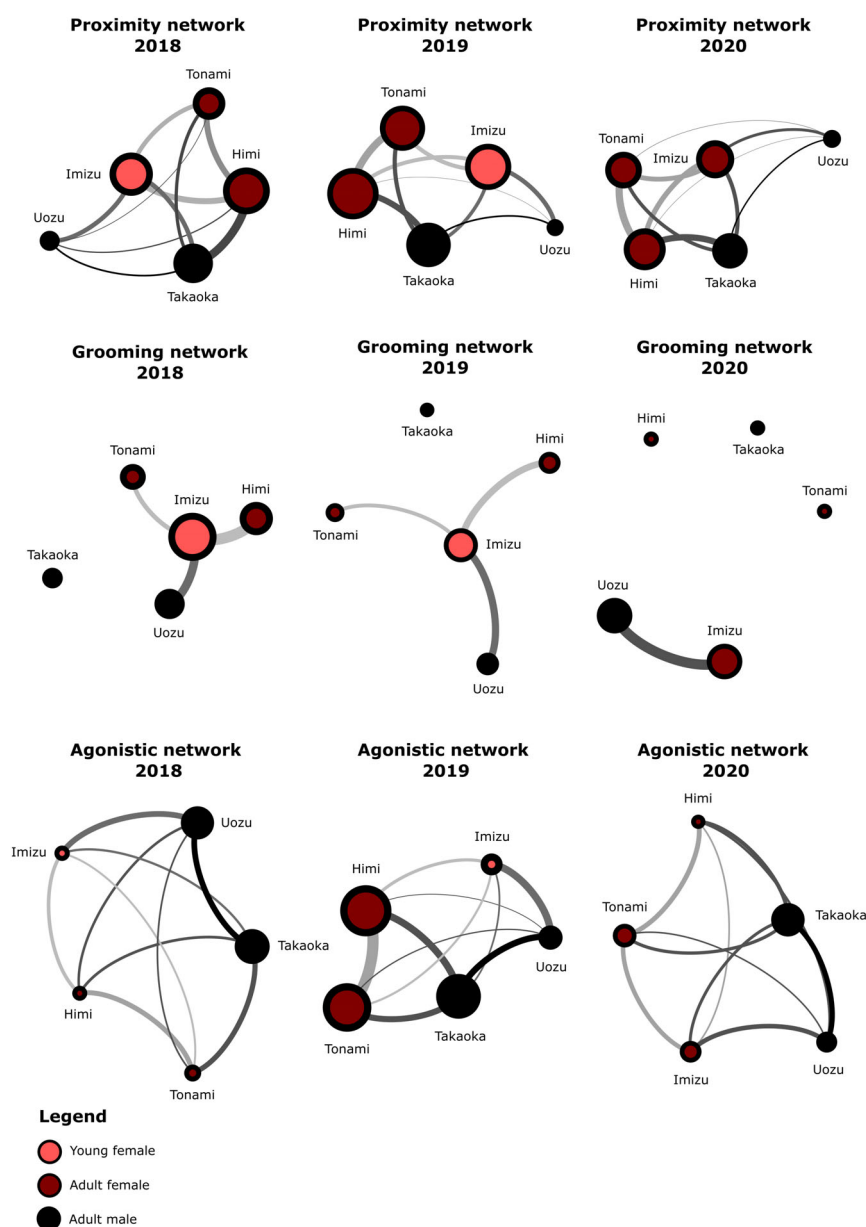 Proximity network
2018
Proximity network
2019
Proximity network
2020
Tonami
Imizu
Himi
Uozu
Takaoka
Tonami
Imizu
Himi
Uozu
Takaoka
Tonami
Imizu
Uozu
Himi
Takaoka
Grooming network
2018
Grooming network
2019
Grooming network
2020
Tonami
Imizu
Himi
Takaoka
Uozu
Takaoka
Himi
Tonami
Imizu
Uozu
Himi
Takaoka
Tonami
Uozu
Imizu
Agonistic network
2018
Agonistic network
2019
Agonistic network
2020
Uozu
Imizu
Takaoka
Himi
Tonami
Imizu
Himi
Uozu
Tonami
Takaoka
Himi
Takaoka
Tonami
Imizu
Uozu
Legend
Young female
Adult female
Adult male